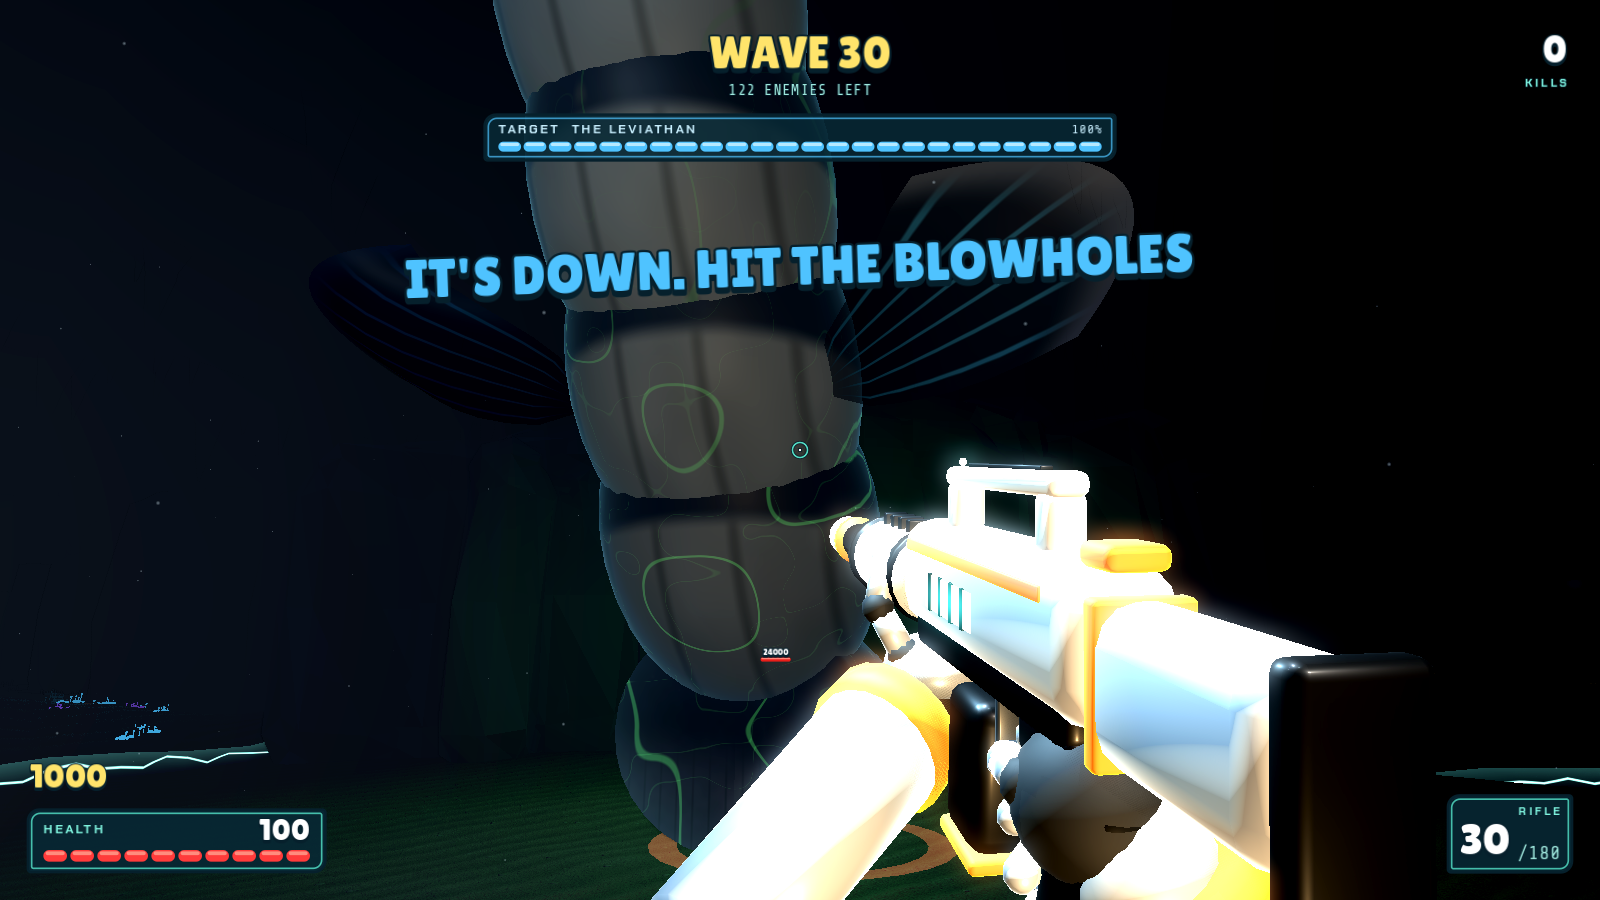 WAVE 30
122 ENEMIES LEFT
0
KILLS
TARGET THE LEVIATHAN 100%
IT'S DOWN. HIT THE BLOWHOLES
24000
1000
HEALTH 100
RIFLE
30 /180